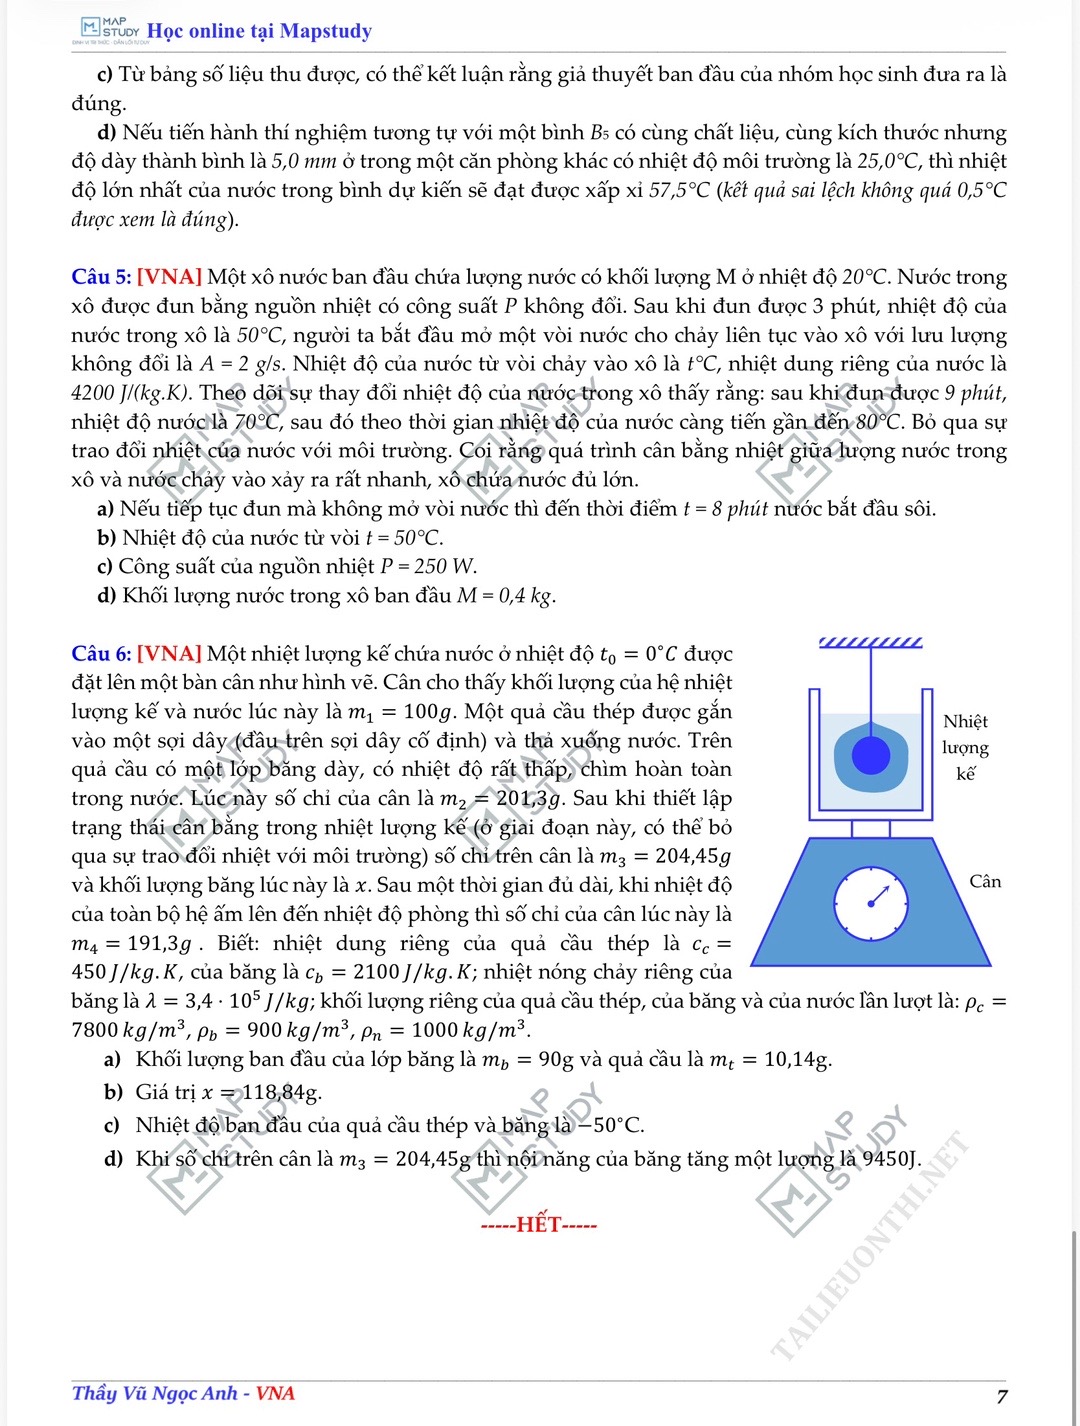 MAP
STUDY Học online tại Mapstudy
ĐỊNH VỊ TRI THỨC - DẪN LỐI TƯ DUY
c) Từ bảng số liệu thu được, có thể kết luận rằng giả thuyết ban đầu của nhóm học sinh đưa ra là
đúng.
d) Nếu tiến hành thí nghiệm tương tự với một bình B₅ có cùng chất liệu, cùng kích thước nhưng
độ dày thành bình là 5,0 mm ở trong một căn phòng khác có nhiệt độ môi trường là 25,0°C, thì nhiệt
độ lớn nhất của nước trong bình dự kiến sẽ đạt được xấp xỉ 57,5°C (kết quả sai lệch không quá 0,5°C
được xem là đúng).
Câu 5: [VNA] Một xô nước ban đầu chứa lượng nước có khối lượng M ở nhiệt độ 20°C. Nước trong
xô được đun bằng nguồn nhiệt có công suất P không đổi. Sau khi đun được 3 phút, nhiệt độ của
nước trong xô là 50°C, người ta bắt đầu mở một vòi nước cho chảy liên tục vào xô với lưu lượng
không đổi là A = 2 g/s. Nhiệt độ của nước từ vòi chảy vào xô là t°C, nhiệt dung riêng của nước là
4200 J/(kg.K). Theo dõi sự thay đổi nhiệt độ của nước trong xô thấy rằng: sau khi đun được 9 phút,
nhiệt độ nước là 70°C, sau đó theo thời gian nhiệt độ của nước càng tiến gần đến 80°C. Bỏ qua sự
trao đổi nhiệt của nước với môi trường. Coi rằng quá trình cân bằng nhiệt giữa lượng nước trong
xô và nước chảy vào xảy ra rất nhanh, xô chứa nước đủ lớn.
a) Nếu tiếp tục đun mà không mở vòi nước thì đến thời điểm t = 8 phút nước bắt đầu sôi.
b) Nhiệt độ của nước từ vòi t = 50°C.
c) Công suất của nguồn nhiệt P = 250 W.
d) Khối lượng nước trong xô ban đầu M = 0,4 kg.
Câu 6: [VNA] Một nhiệt lượng kế chứa nước ở nhiệt độ t₀ = 0°C được
đặt lên một bàn cân như hình vẽ. Cân cho thấy khối lượng của hệ nhiệt
lượng kế và nước lúc này là m₁ = 100g. Một quả cầu thép được gắn
vào một sợi dây (đầu trên sợi dây cố định) và thả xuống nước. Trên
quả cầu có một lớp băng dày, có nhiệt độ rất thấp, chìm hoàn toàn
trong nước. Lúc này số chỉ của cân là m₂ = 201,3g. Sau khi thiết lập
trạng thái cân bằng trong nhiệt lượng kế (ở giai đoạn này, có thể bỏ
qua sự trao đổi nhiệt với môi trường) số chỉ trên cân là m₃ = 204,45g
và khối lượng băng lúc này là x. Sau một thời gian đủ dài, khi nhiệt độ
của toàn bộ hệ ấm lên đến nhiệt độ phòng thì số chỉ của cân lúc này là
m₄ = 191,3g . Biết: nhiệt dung riêng của quả cầu thép là c_c =
450 J/kg.K, của băng là c_b = 2100 J/kg.K; nhiệt nóng chảy riêng của
băng là λ = 3,4 · 10⁵ J/kg; khối lượng riêng của quả cầu thép, của băng và của nước lần lượt là: ρ_c =
7800 kg/m³, ρ_b = 900 kg/m³, ρ_n = 1000 kg/m³.
a) Khối lượng ban đầu của lớp băng là m_b = 90g và quả cầu là m_t = 10,14g.
b) Giá trị x = 118,84g.
c) Nhiệt độ ban đầu của quả cầu thép và băng là −50°C.
d) Khi số chỉ trên cân là m₃ = 204,45g thì nội năng của băng tăng một lượng là 9450J.
Nhiệt
lượng
kế
Cân
-----HẾT-----
MAP STUDY
MAP STUDY
MAP STUDY
MAP STUDY
MAP STUDY
MAP STUDY
MAP STUDY
MAP STUDY
TAILIEUONTHI.NET
Thầy Vũ Ngọc Anh - VNA
7